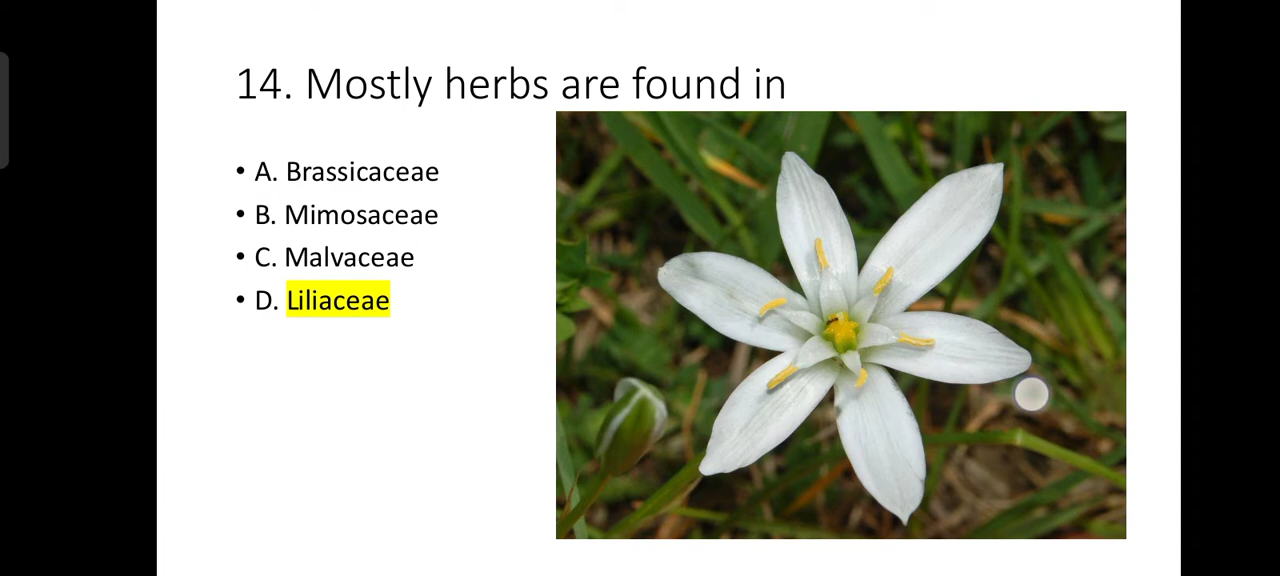 14. Mostly herbs are found in
• A. Brassicaceae
• B. Mimosaceae
• C. Malvaceae
• D. Liliaceae